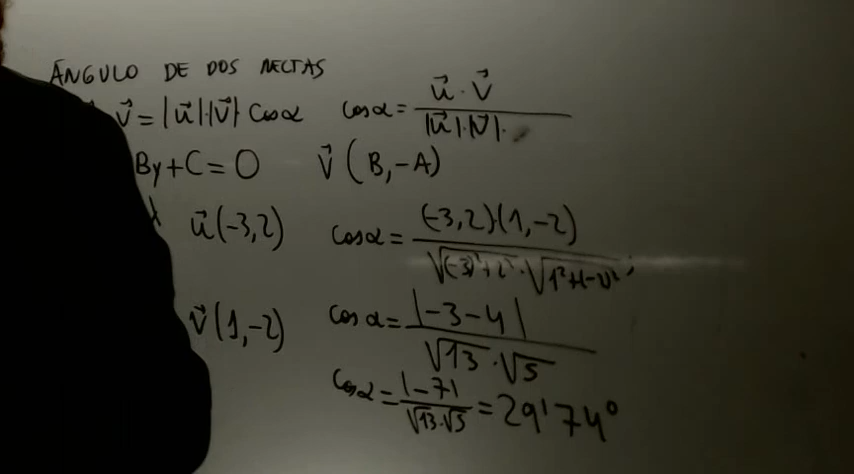 ÁNGULO DE DOS RECTAS
v⃗ = |u⃗|·|v⃗| cos α cos α = u⃗ · v⃗ / |u⃗|·|v⃗|·
By + C = 0 v⃗ (B, -A)
u⃗ (-3, 2) cos α = (-3, 2)·(1, -2) / √(-3)²+2² · √1²+(-2)²
v⃗ (1, -2) cos α = |-3-4| / √13 · √5
cos α = |-7| / √13·√5 = 29'74°